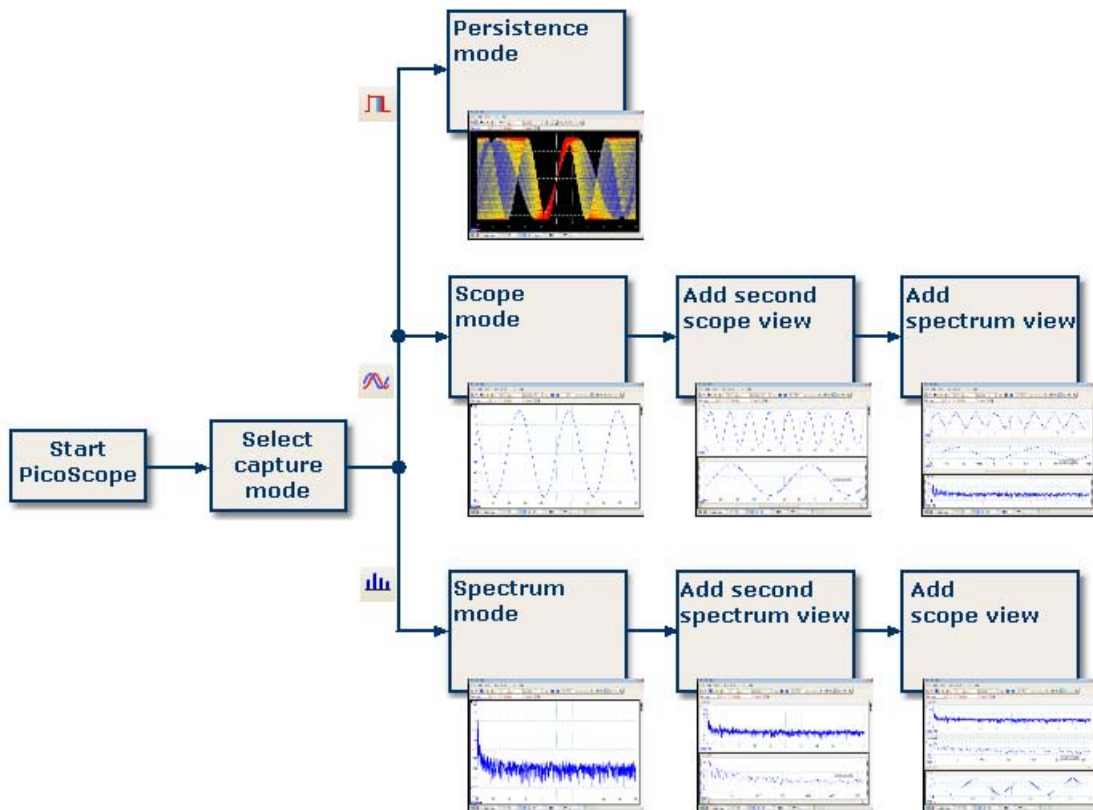 Persistence
mode
Scope
mode
Add second
scope view
Add
spectrum view
Start
PicoScope
Select
capture
mode
Spectrum
mode
Add second
spectrum view
Add
scope view